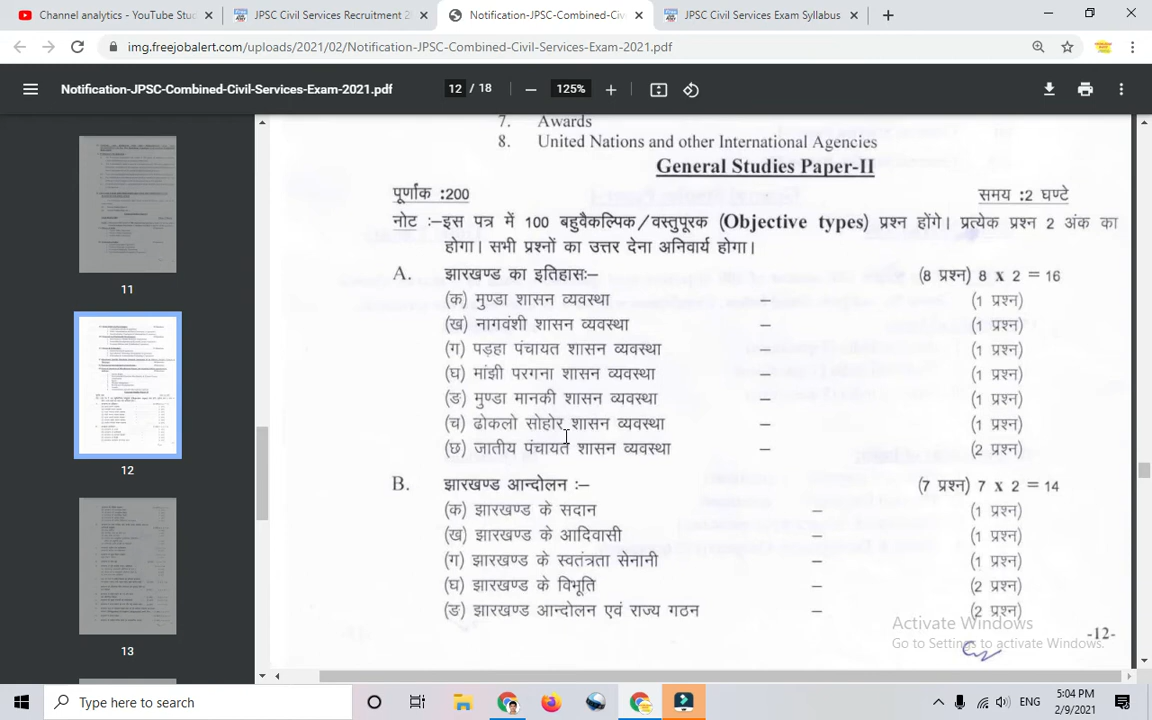 Channel analytics - YouTube Stu
JPSC Civil Services Recruitment 2
Notification-JPSC-Combined-Civ
JPSC Civil Services Exam Syllabus
img.freejobalert.com/uploads/2021/02/Notification-JPSC-Combined-Civil-Services-Exam-2021.pdf
Notification-JPSC-Combined-Civil-Services-Exam-2021.pdf
12 / 18
125%
7. Awards
8. United Nations and other International Agencies
General Studies Paper-II
पूर्णांक :200 समय :2 घण्टे
नोट :–इस पत्र में 100 बहुवैकल्पिक/वस्तुपूरक (Objective types) प्रश्न होंगे। प्रत्येक प्रश्न 2 अंक का
होगा। सभी प्रश्नों का उत्तर देना अनिवार्य होगा।
A. झारखण्ड का इतिहासः– (8 प्रश्न) 8 x 2 = 16
(क) मुण्डा शासन व्यवस्था – (1 प्रश्न)
(ख) नागवंशी शासन व्यवस्था – (1 प्रश्न)
(ग) पड़हा पंचायत शासन व्यवस्था – (1 प्रश्न)
(घ) मांझी परगना शासन व्यवस्था – (1 प्रश्न)
(ङ) मुण्डा मानकी शासन व्यवस्था – (1 प्रश्न)
(च) ढोकलो सोहोर शासन व्यवस्था – (1 प्रश्न)
(छ) जातीय पंचायत शासन व्यवस्था – (2 प्रश्न)
B. झारखण्ड आन्दोलन :– (7 प्रश्न) 7 x 2 = 14
(क) झारखण्ड के सदान – (1 प्रश्न)
(ख) झारखण्ड के आदिवासी – (1 प्रश्न)
(ग) झारखण्ड के स्वतंत्रता सेनानी – (1 प्रश्न)
(घ) झारखण्ड के विभूति – (2 प्रश्न)
(ङ) झारखण्ड आन्दोलन एवं राज्य गठन – (2 प्रश्न)
-12-
11
12
13
Activate Windows
Go to Settings to activate Windows.
Type here to search
ENG
5:04 PM
2/9/2021